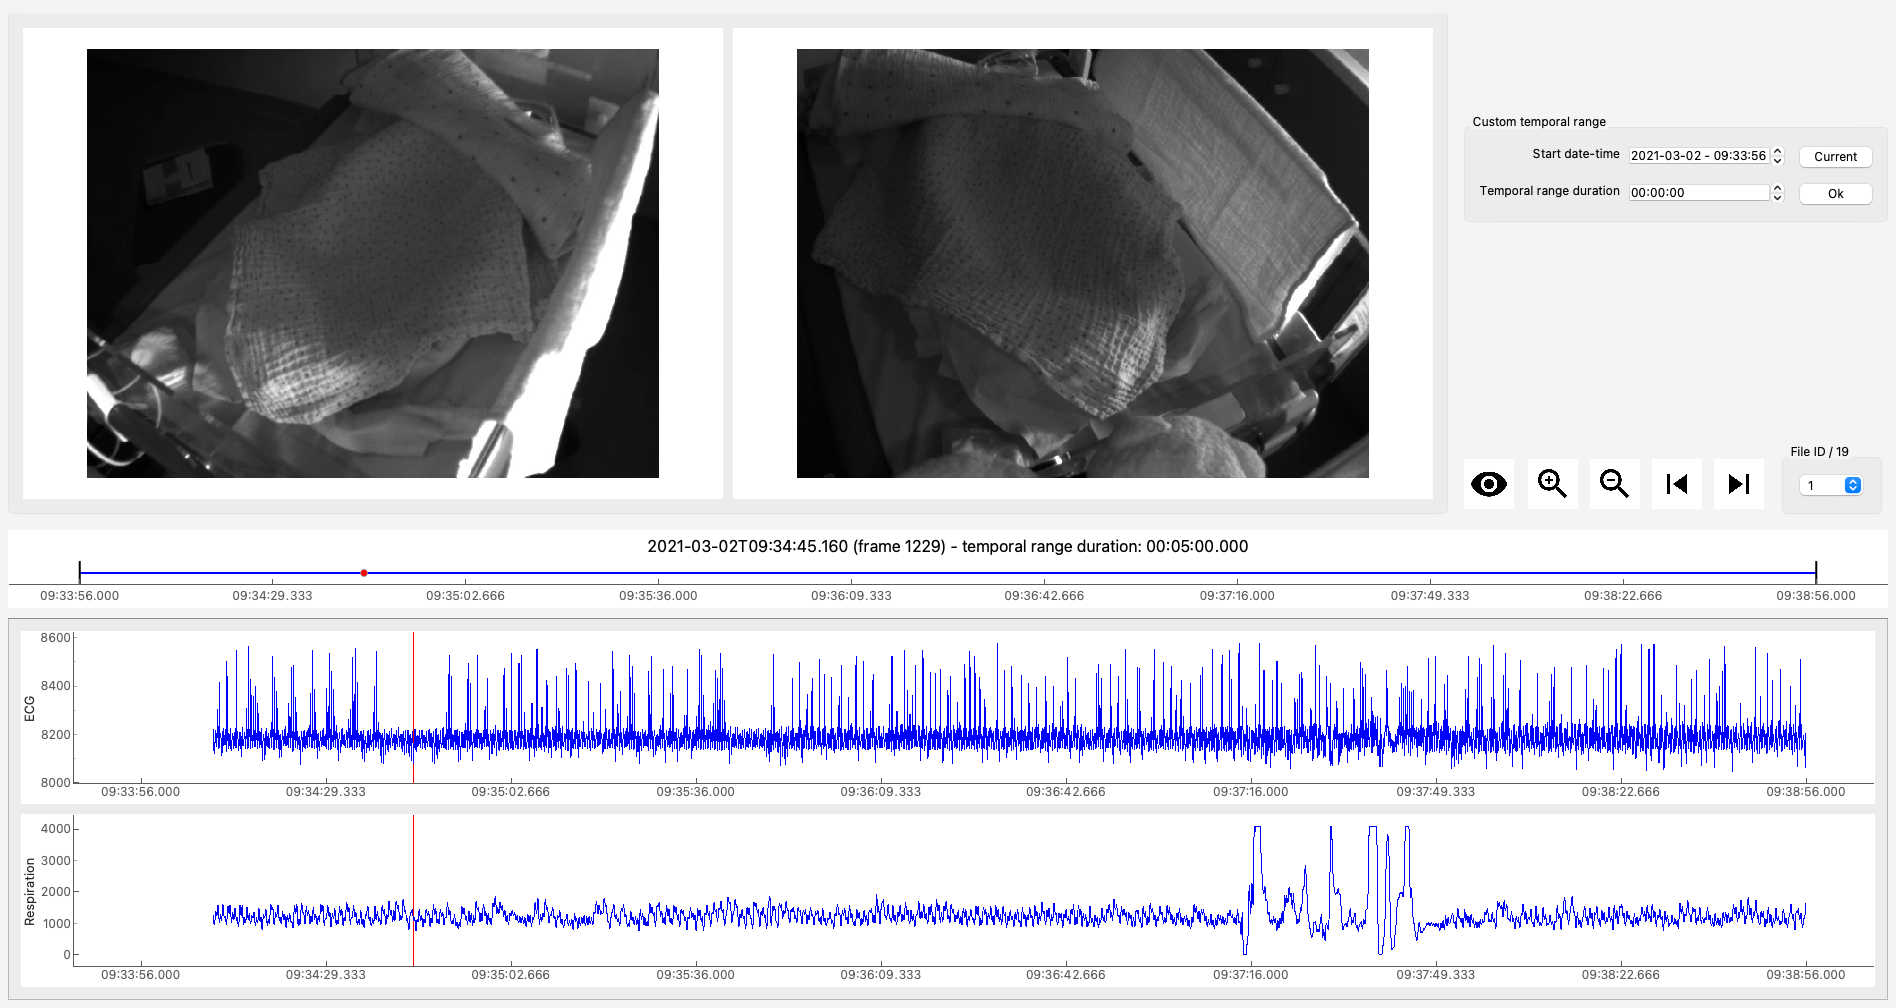 Custom temporal range
Start date-time 2021-03-02 - 09:33:56 Current
Temporal range duration 00:00:00 Ok
File ID / 19
1
2021-03-02T09:34:45.160 (frame 1229) - temporal range duration: 00:05:00.000
09:33:56.000 09:34:29.333 09:35:02.666 09:35:36.000 09:36:09.333 09:36:42.666 09:37:16.000 09:37:49.333 09:38:22.666 09:38:56.000
ECG
8600
8400
8200
8000
09:33:56.000 09:34:29.333 09:35:02.666 09:35:36.000 09:36:09.333 09:36:42.666 09:37:16.000 09:37:49.333 09:38:22.666 09:38:56.000
Respiration
4000
3000
2000
1000
0
09:33:56.000 09:34:29.333 09:35:02.666 09:35:36.000 09:36:09.333 09:36:42.666 09:37:16.000 09:37:49.333 09:38:22.666 09:38:56.000